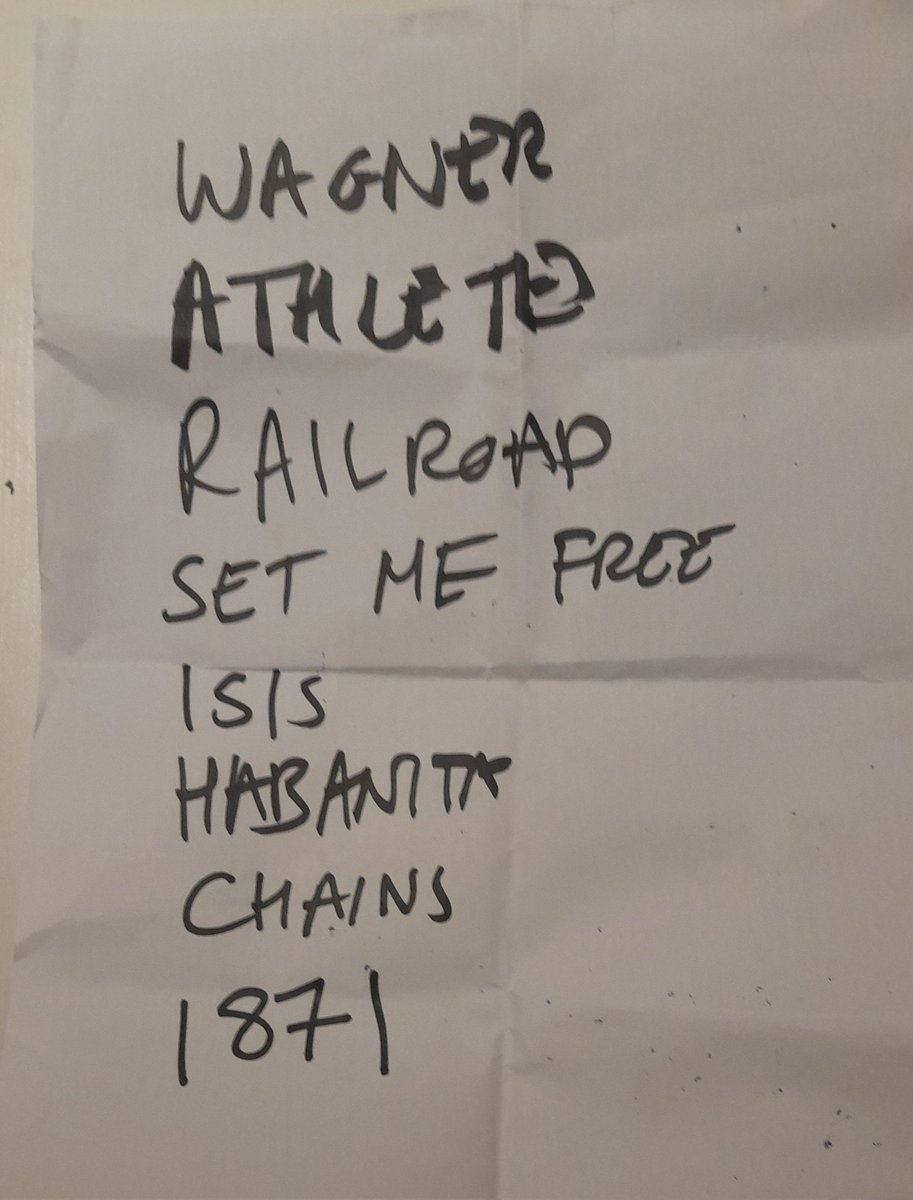 WAGNER
ATHLETE
RAILROAD
SET ME FREE
ISIS
HABANITA
CHAINS
1871